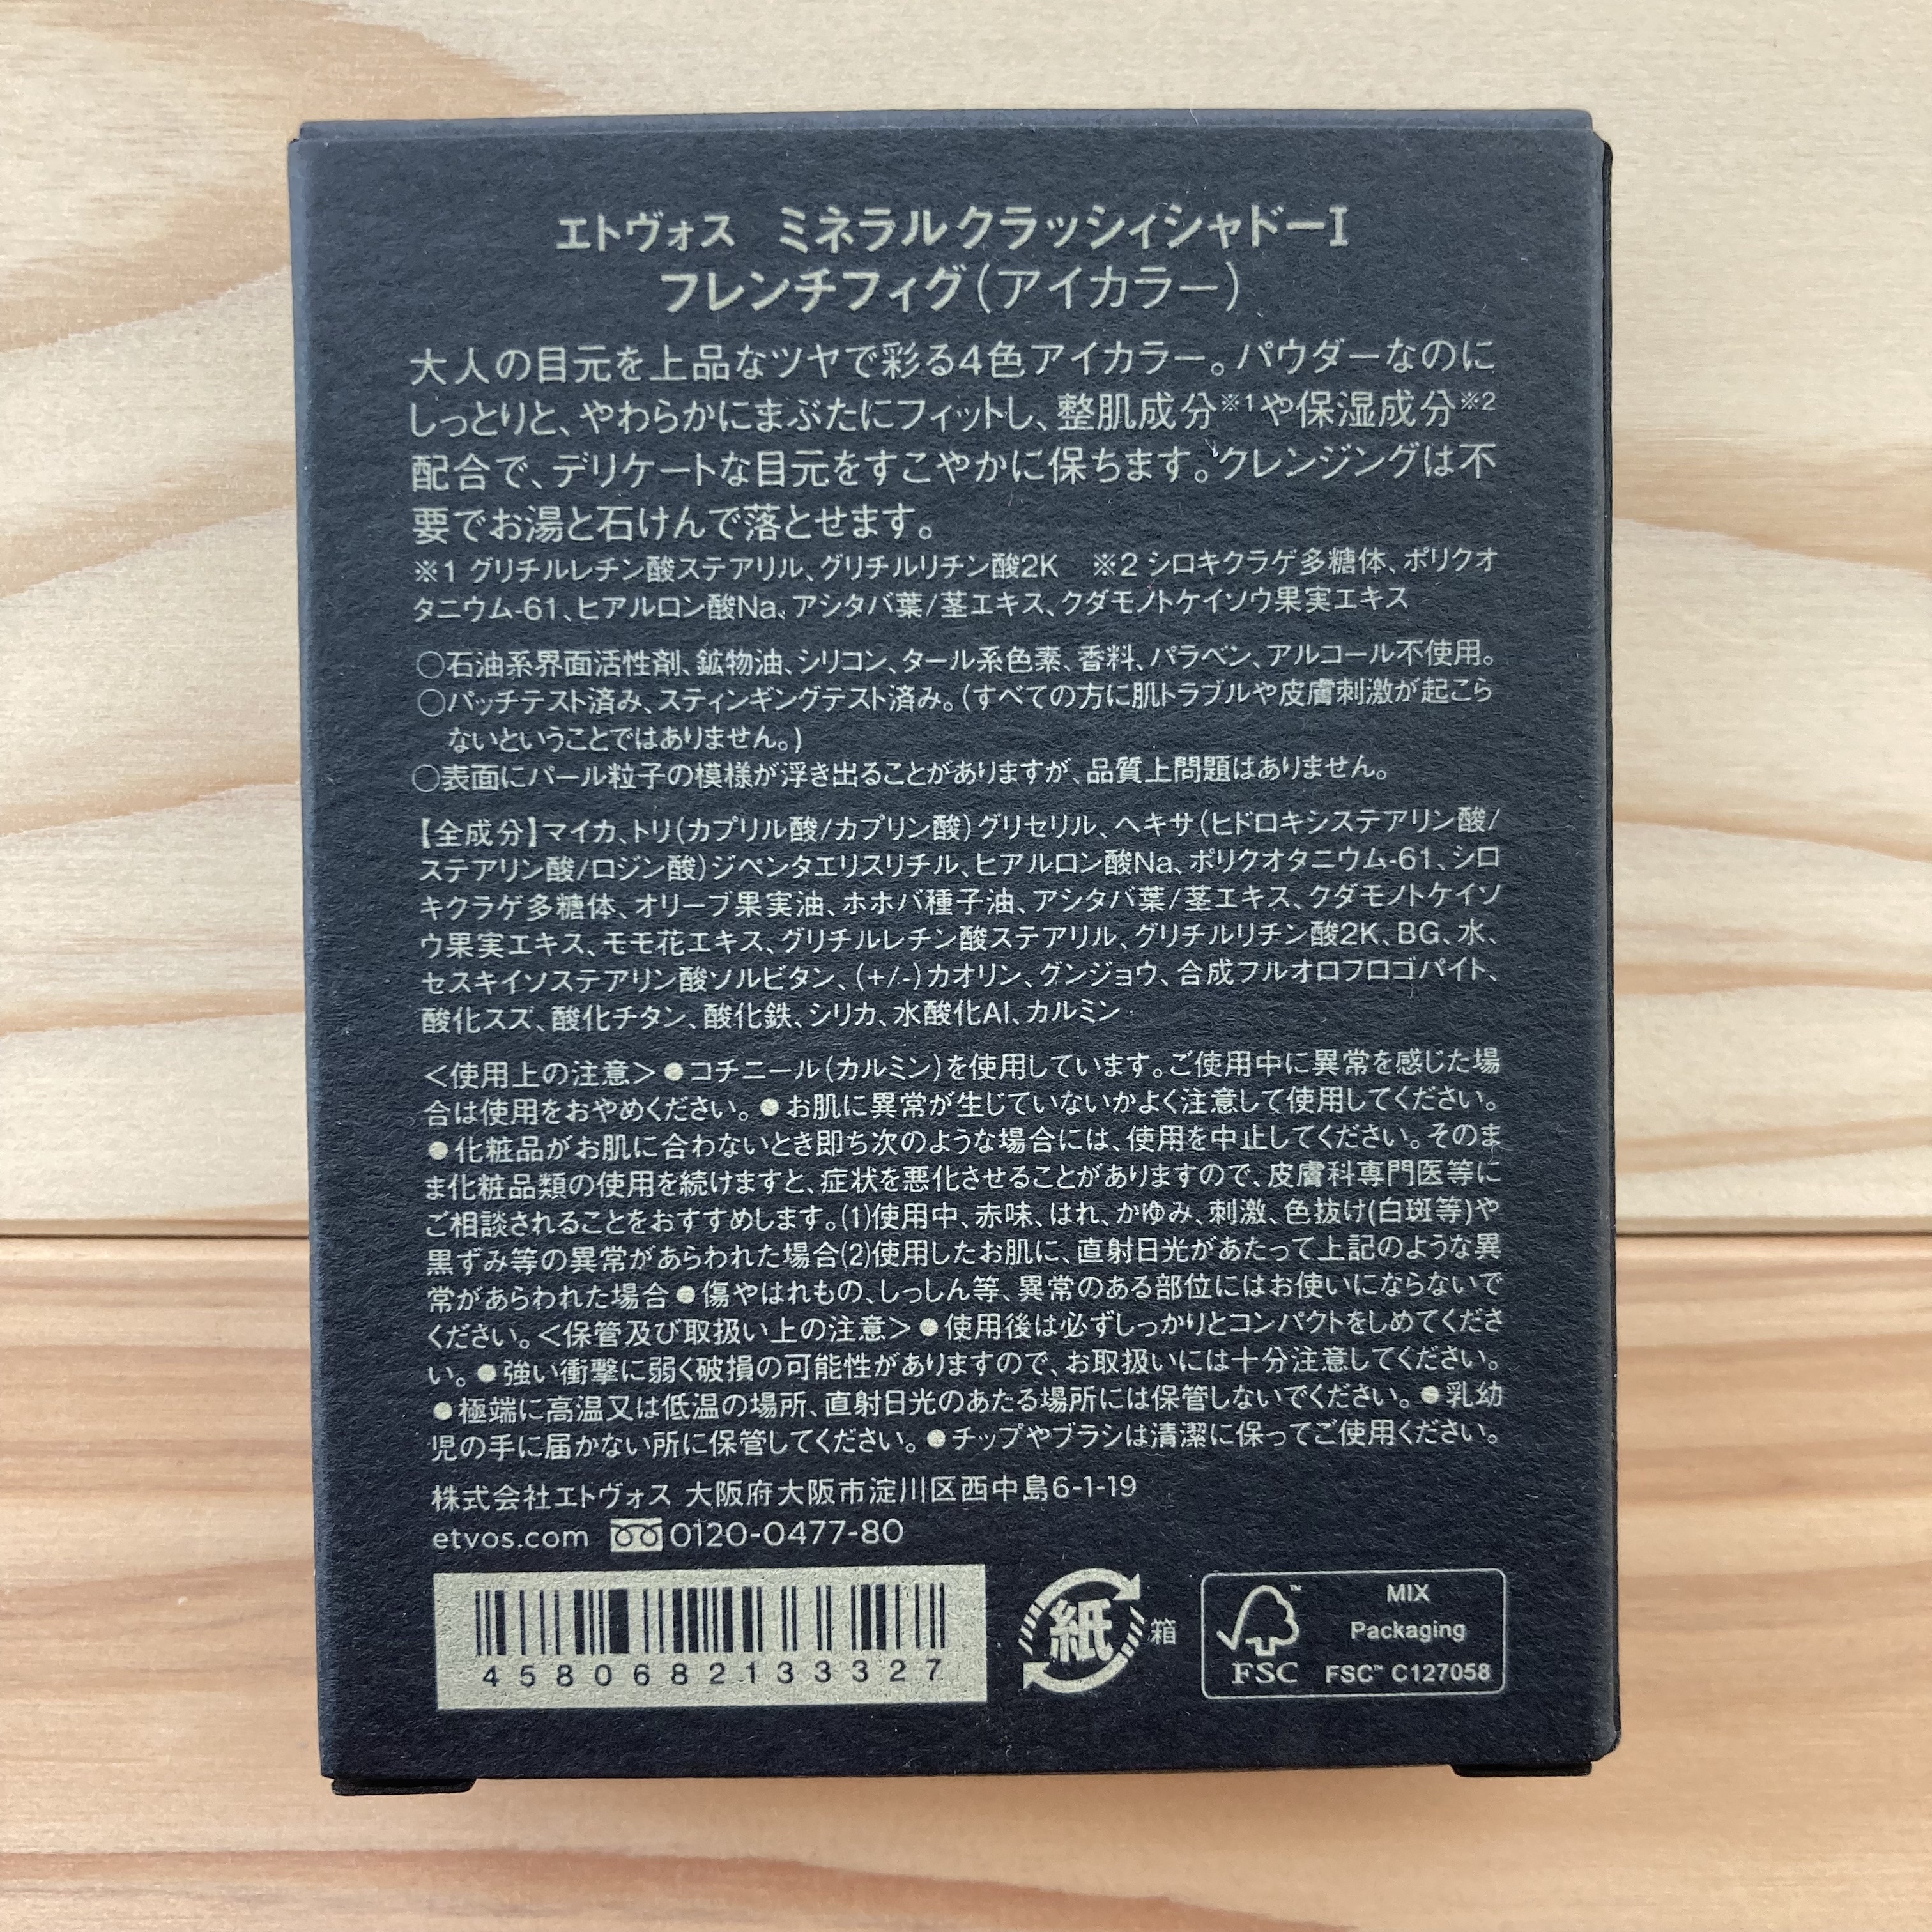 エトヴォス ミネラルクラッシィシャドーI
フレンチフィグ(アイカラー)
大人の目元を上品なツヤで彩る4色アイカラー。パウダーなのに
しっとりと、やわらかにまぶたにフィットし、整肌成分※1や保湿成分※2
配合で、デリケートな目元をすこやかに保ちます。クレンジングは不
要でお湯と石けんで落とせます。
※1 グリチルレチン酸ステアリル、グリチルリチン酸2K ※2 シロキクラゲ多糖体、ポリクオ
タニウム-61、ヒアルロン酸Na、アシタバ葉/茎エキス、クダモノトケイソウ果実エキス
○石油系界面活性剤、鉱物油、シリコン、タール系色素、香料、パラベン、アルコール不使用。
○パッチテスト済み、スティンギングテスト済み。(すべての方に肌トラブルや皮膚刺激が起こら
ないということではありません。)
○表面にパール粒子の模様が浮き出ることがありますが、品質上問題はありません。
【全成分】マイカ、トリ(カプリル酸/カプリン酸)グリセリル、ヘキサ(ヒドロキシステアリン酸/
ステアリン酸/ロジン酸)ジペンタエリスリチル、ヒアルロン酸Na、ポリクオタニウム-61、シロ
キクラゲ多糖体、オリーブ果実油、ホホバ種子油、アシタバ葉/茎エキス、クダモノトケイソ
ウ果実エキス、モモ花エキス、グリチルレチン酸ステアリル、グリチルリチン酸2K、BG、水、
セスキイソステアリン酸ソルビタン、(+/-)カオリン、グンジョウ、合成フルオロフロゴパイト、
酸化スズ、酸化チタン、酸化鉄、シリカ、水酸化Al、カルミン
＜使用上の注意＞●コチニール(カルミン)を使用しています。ご使用中に異常を感じた場
合は使用をおやめください。●お肌に異常が生じていないかよく注意して使用してください。
●化粧品がお肌に合わないとき即ち次のような場合には、使用を中止してください。そのま
ま化粧品類の使用を続けますと、症状を悪化させることがありますので、皮膚科専門医等に
ご相談されることをおすすめします。(1)使用中、赤味、はれ、かゆみ、刺激、色抜け(白斑等)や
黒ずみ等の異常があらわれた場合(2)使用したお肌に、直射日光があたって上記のような異
常があらわれた場合●傷やはれもの、しっしん等、異常のある部位にはお使いにならないで
ください。＜保管及び取扱い上の注意＞●使用後は必ずしっかりとコンパクトをしめてくださ
い。●強い衝撃に弱く破損の可能性がありますので、お取扱いには十分注意してください。
●極端に高温又は低温の場所、直射日光のあたる場所には保管しないでください。●乳幼
児の手に届かない所に保管してください。●チップやブラシは清潔に保ってご使用ください。
株式会社エトヴォス 大阪府大阪市淀川区西中島6-1-19
etvos.com 0120-0477-80
4580682133327
紙 箱
FSC™
MIX
Packaging
FSC™ C127058